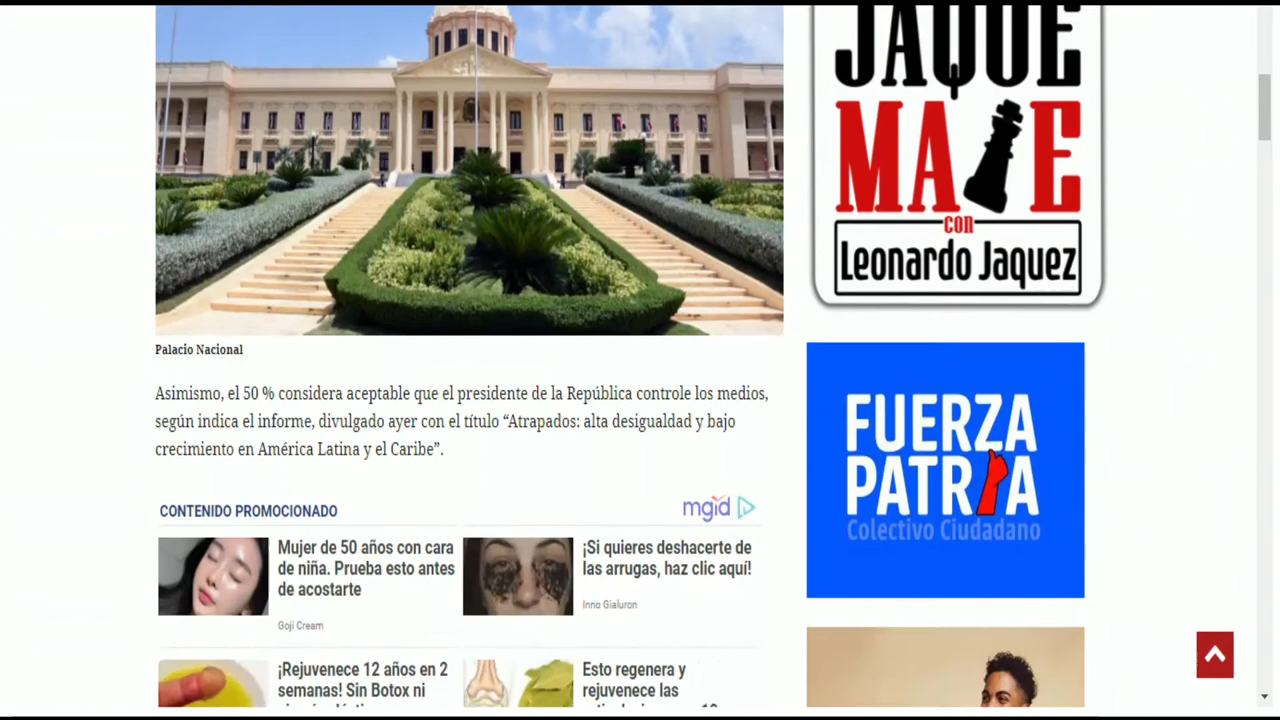 JAQUE
MATE
con
Leonardo Jaquez
Palacio Nacional
Asimismo, el 50 % considera aceptable que el presidente de la República controle los medios,
según indica el informe, divulgado ayer con el título “Atrapados: alta desigualdad y bajo
crecimiento en América Latina y el Caribe”.
FUERZA
PATRIA
Colectivo Ciudadano
CONTENIDO PROMOCIONADO
mgid
Mujer de 50 años con cara
de niña. Prueba esto antes
de acostarte
Goji Cream
¡Si quieres deshacerte de
las arrugas, haz clic aquí!
Inno Gialuron
¡Rejuvenece 12 años en 2
semanas! Sin Botox ni
Esto regenera y
rejuvenece las